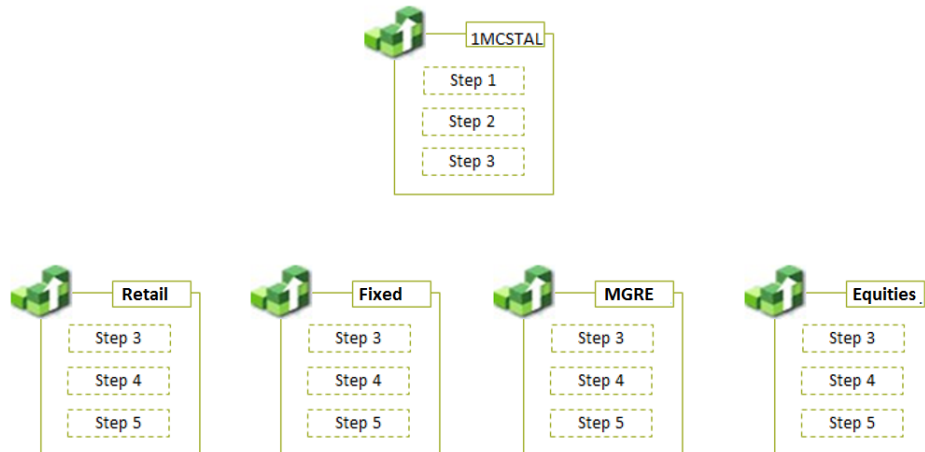 1MCSTAL
Step 1
Step 2
Step 3
Retail
Step 3
Step 4
Step 5
Fixed
Step 3
Step 4
Step 5
MGRE
Step 3
Step 4
Step 5
Equities
Step 3
Step 4
Step 5